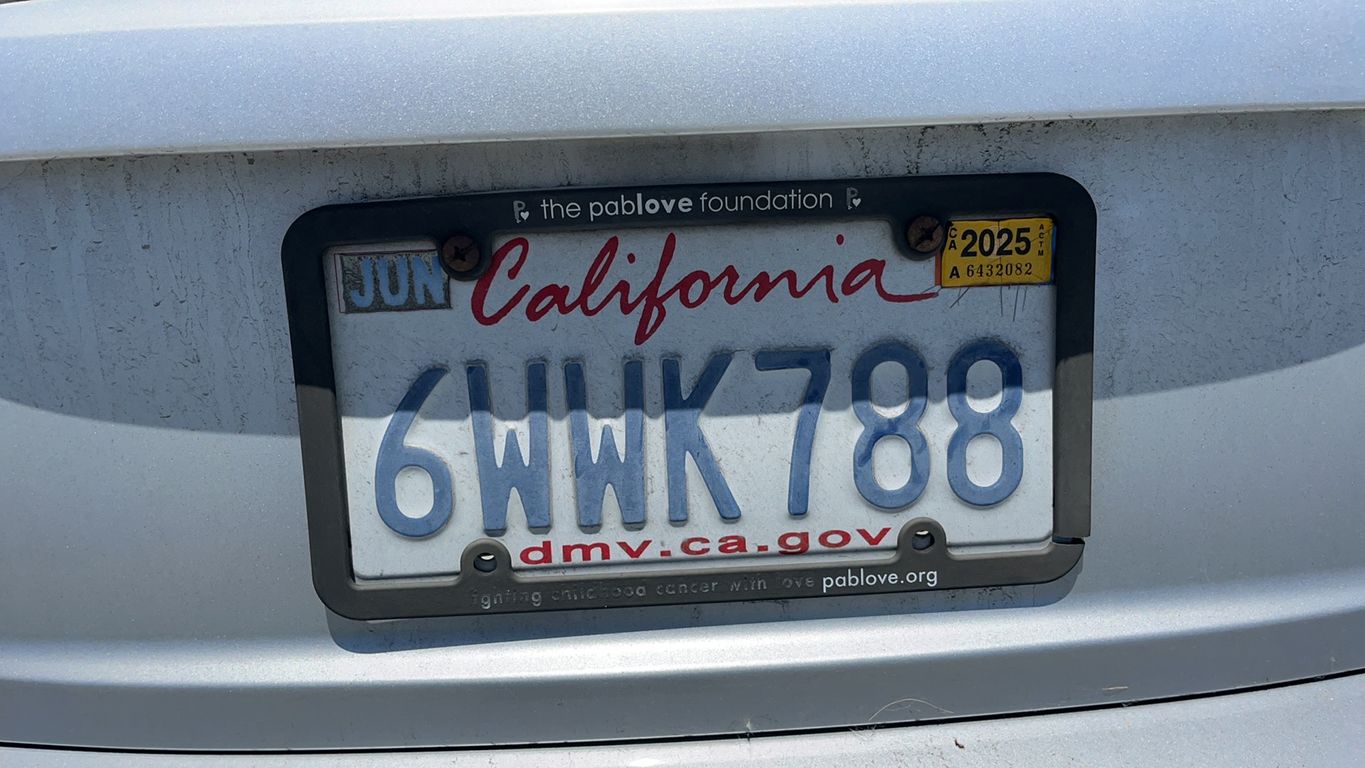 the pablove foundation
JUN
California
CA 2025 ACTM
A 6432082
6WWK788
dmv.ca.gov
fighting childhood cancer with love pablove.org